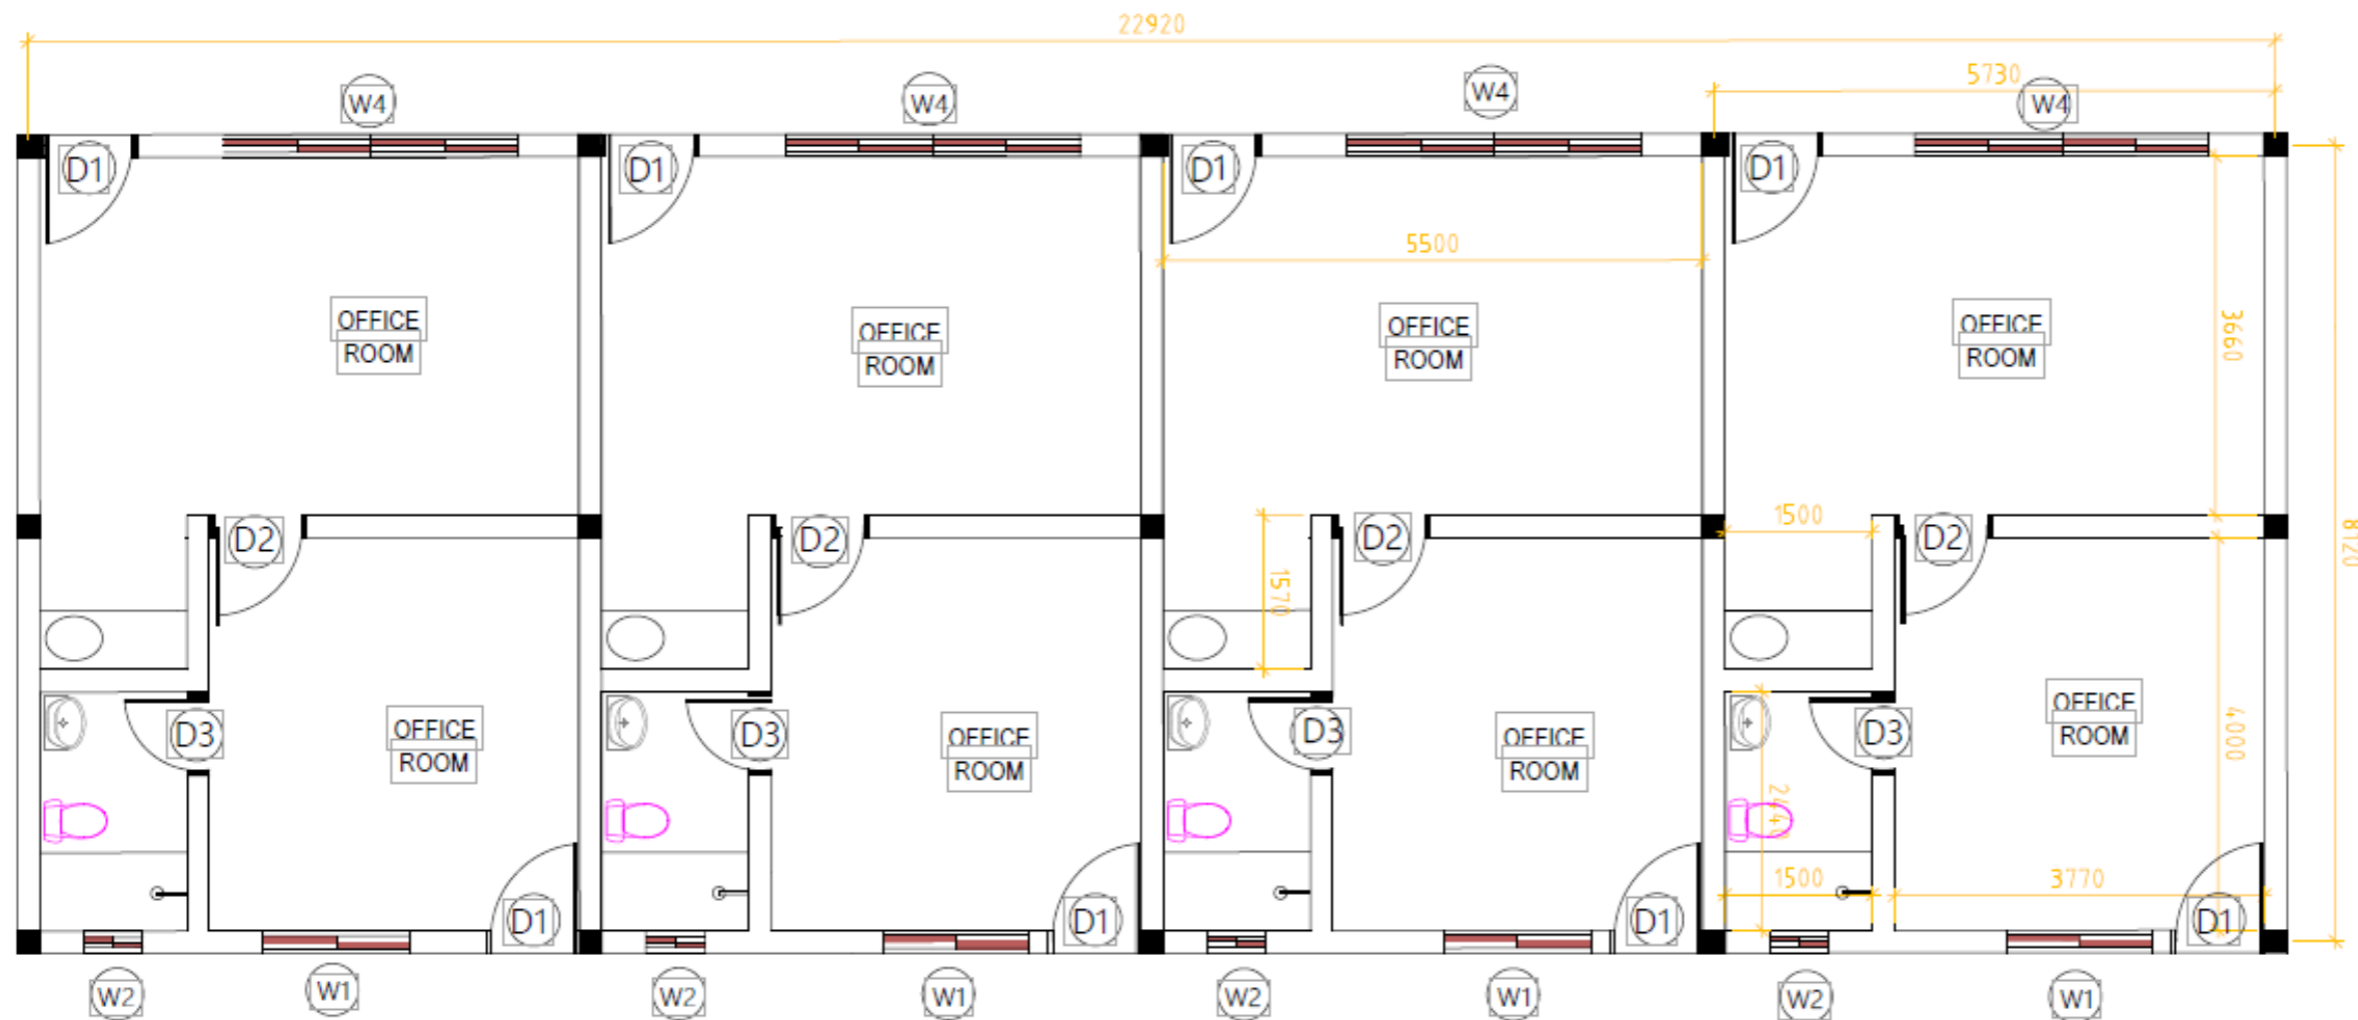 22920
5730
W4
W4
W4
W4
D1
D1
D1
D1
5500
OFFICE
ROOM
OFFICE
ROOM
OFFICE
ROOM
OFFICE
ROOM
3660
1500
D2
D2
D2
D2
1570
8120
OFFICE
ROOM
OFFICE
ROOM
OFFICE
ROOM
OFFICE
ROOM
D3
D3
D3
D3
4000
2440
1500
3770
D1
D1
D1
D1
W2
W1
W2
W1
W2
W1
W2
W1